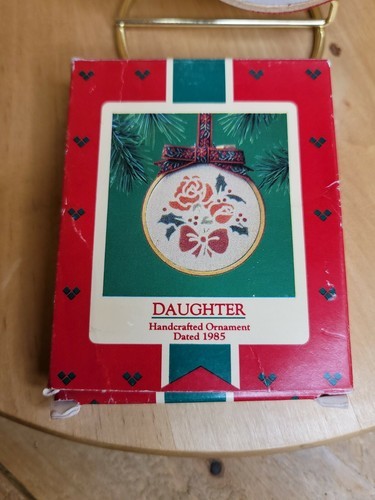 DAUGHTER
Handcrafted Ornament
Dated 1985